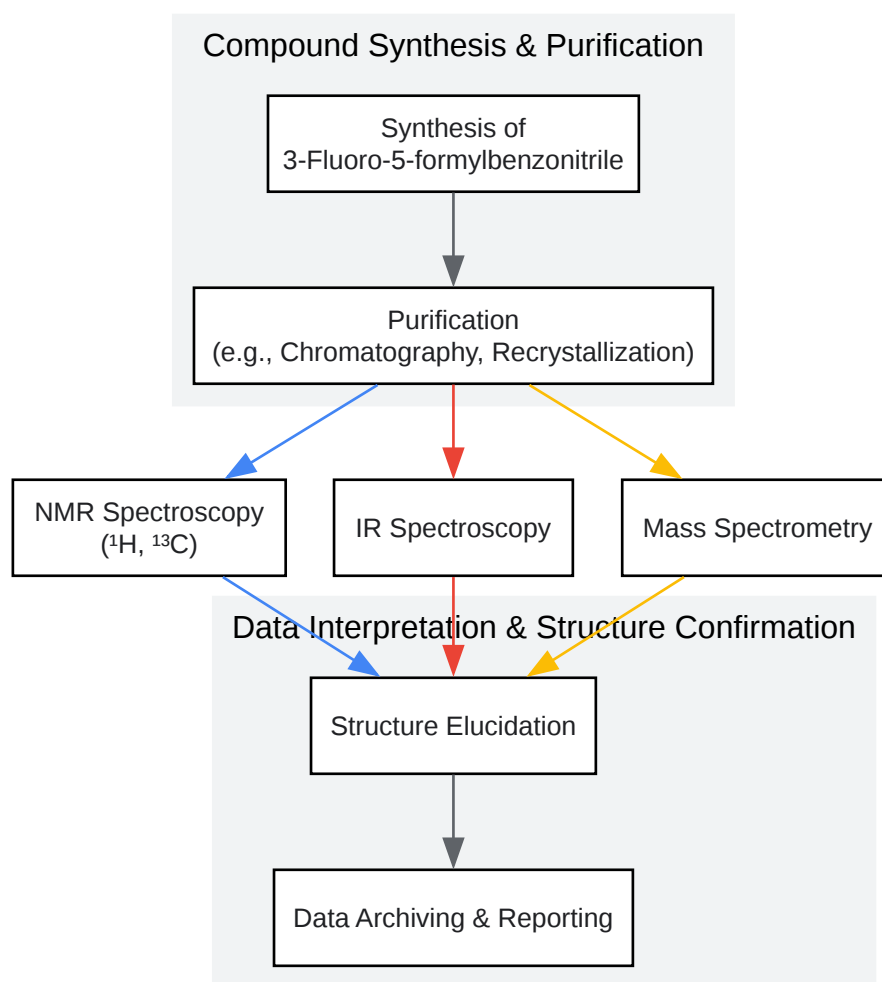 Compound Synthesis & Purification
Synthesis of
3-Fluoro-5-formylbenzonitrile
Purification
(e.g., Chromatography, Recrystallization)
NMR Spectroscopy
(¹H, ¹³C)
IR Spectroscopy
Mass Spectrometry
Data Interpretation & Structure Confirmation
Structure Elucidation
Data Archiving & Reporting